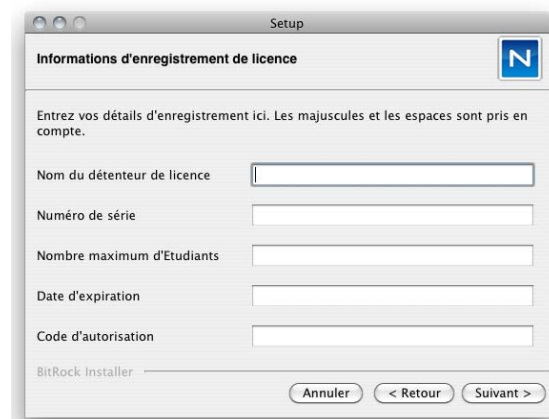 Setup
Informations d'enregistrement de licence
N
Entrez vos détails d'enregistrement ici. Les majuscules et les espaces sont pris en
compte.
Nom du détenteur de licence
Numéro de série
Nombre maximum d'Etudiants
Date d'expiration
Code d'autorisation
BitRock Installer
Annuler
< Retour
Suivant >